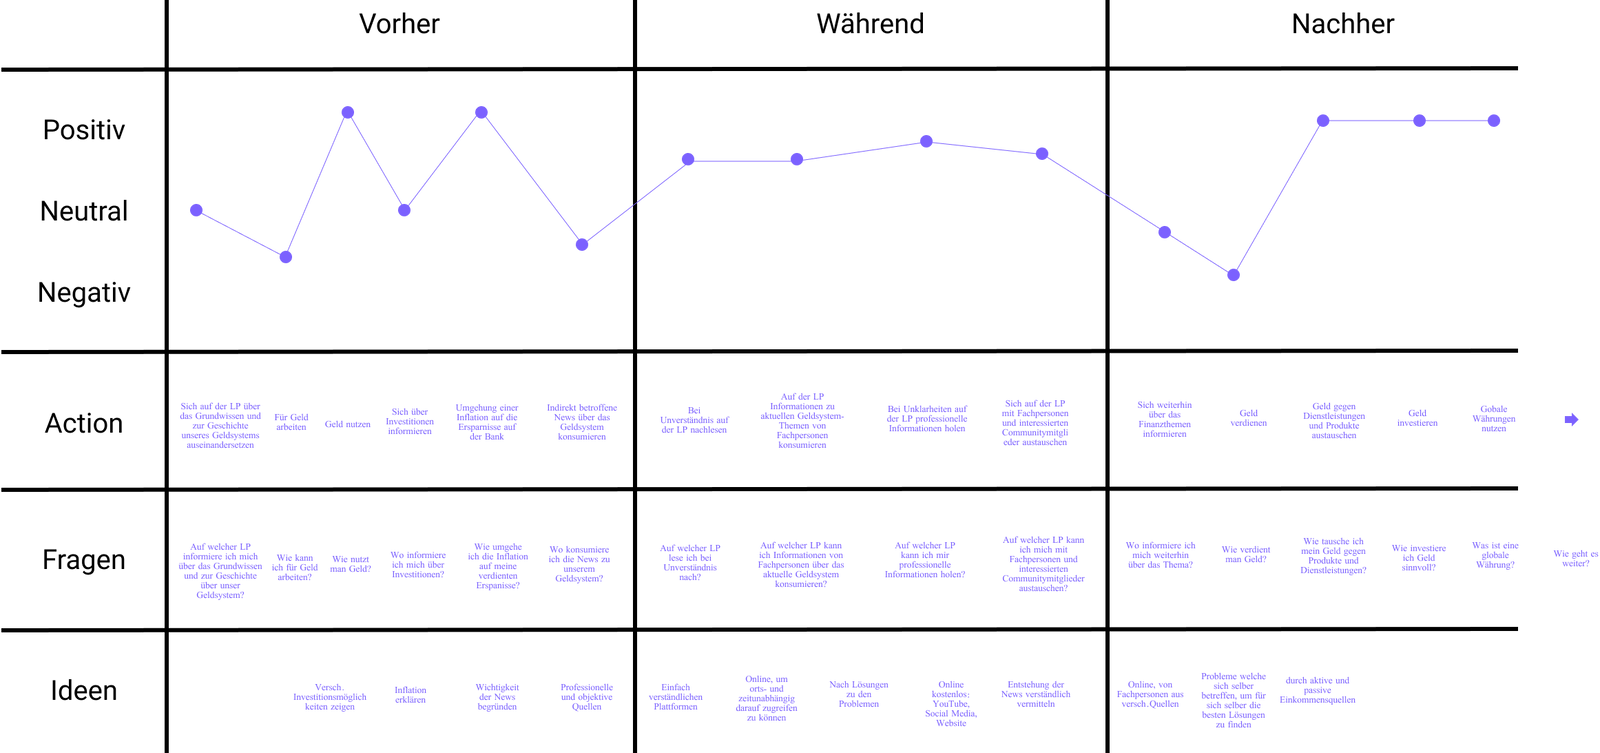 Vorher
Während
Nachher
Positiv
Neutral
Negativ
Action
Sich auf der LP über
das Grundwissen und
zur Geschichte
unseres Geldsystems
auseinandersetzen
Für Geld
arbeiten
Geld nutzen
Sich über
Investitionen
informieren
Umgehung einer
Inflation auf die
Ersparnisse auf
der Bank
Indirekt betroffene
News über das
Geldsystem
konsumieren
Bei
Unverständnis auf
der LP nachlesen
Auf der LP
Informationen zu
aktuellen Geldsystem-
Themen von
Fachpersonen
konsumieren
Bei Unklarheiten auf
der LP professionelle
Informationen holen
Sich auf der LP
mit Fachpersonen
und interessierten
Communitymitgli
eder austauschen
Sich weiterhin
über das
Finanzthemen
informieren
Geld
verdienen
Geld gegen
Dienstleistungen
und Produkte
austauschen
Geld
investieren
Gobale
Währungen
nutzen
Fragen
Auf welcher LP
informiere ich mich
über das Grundwissen
und zur Geschichte
über unser
Geldsystem?
Wie kann
ich für Geld
arbeiten?
Wie nutzt
man Geld?
Wo informiere
ich mich über
Investitionen?
Wie umgehe
ich die Inflation
auf meine
verdienten
Erspanisse?
Wo konsumiere
ich die News zu
unserem
Geldsystem?
Auf welcher LP
lese ich bei
Unverständnis
nach?
Auf welcher LP kann
ich Informationen von
Fachpersonen über das
aktuelle Geldsystem
konsumieren?
Auf welcher LP
kann ich mir
professionelle
Informationen holen?
Auf welcher LP kann
ich mich mit
Fachpersonen und
interessierten
Communitymitglieder
austauschen?
Wo informiere ich
mich weiterhin
über das Thema?
Wie verdient
man Geld?
Wie tausche ich
mein Geld gegen
Produkte und
Dienstleistungen?
Wie investiere
ich Geld
sinnvoll?
Was ist eine
globale
Währung?
Wie geht es
weiter?
Ideen
Versch.
Investitionsmöglich
keiten zeigen
Inflation
erklären
Wichtigkeit
der News
begründen
Professionelle
und objektive
Quellen
Einfach
verständlichen
Plattformen
Online, um
orts- und
zeitunabhängig
darauf zugreifen
zu können
Nach Lösungen
zu den
Problemen
Online
kostenlos:
YouTube,
Social Media,
Website
Entstehung der
News verständlich
vermitteln
Online, von
Fachpersonen aus
versch.Quellen
Probleme welche
sich selber
betreffen, um für
sich selber die
besten Lösungen
zu finden
durch aktive und
passive
Einkommensquellen